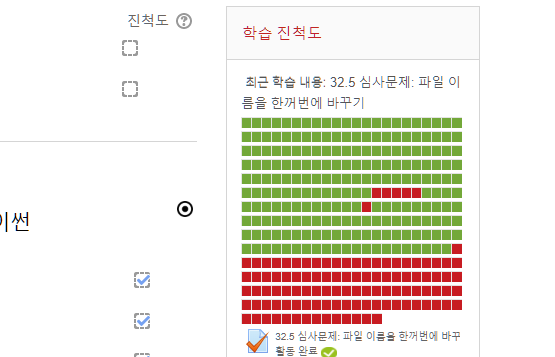 진척도
학습 진척도
최근 학습 내용: 32.5 심사문제: 파일 이
름을 한꺼번에 바꾸기
이썬
32.5 심사문제: 파일 이름을 한꺼번에 바꾸
활동 완료